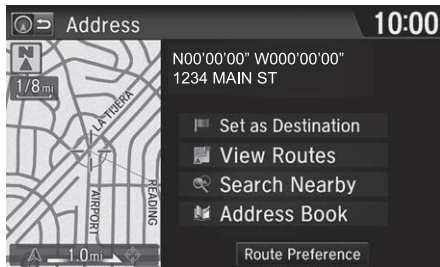 Address
10:00
N
1/8mi
LA-TIJERA
AIRPORT
READING
1.0mi
N00'00'00" W000'00'00"
1234 MAIN ST
Set as Destination
View Routes
Search Nearby
Address Book
Route Preference